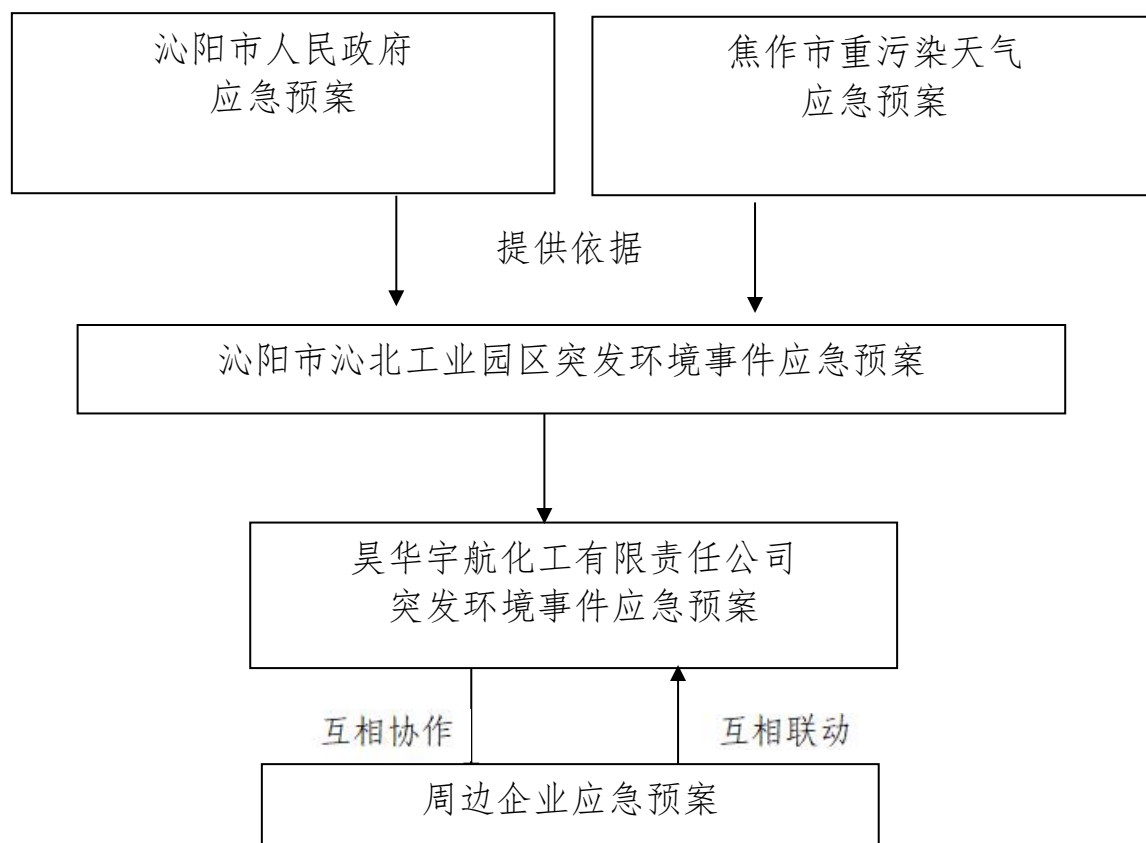 沁阳市人民政府
应急预案
焦作市重污染天气
应急预案
提供依据
沁阳市沁北工业园区突发环境事件应急预案
昊华宇航化工有限责任公司
突发环境事件应急预案
互相协作
互相联动
周边企业应急预案